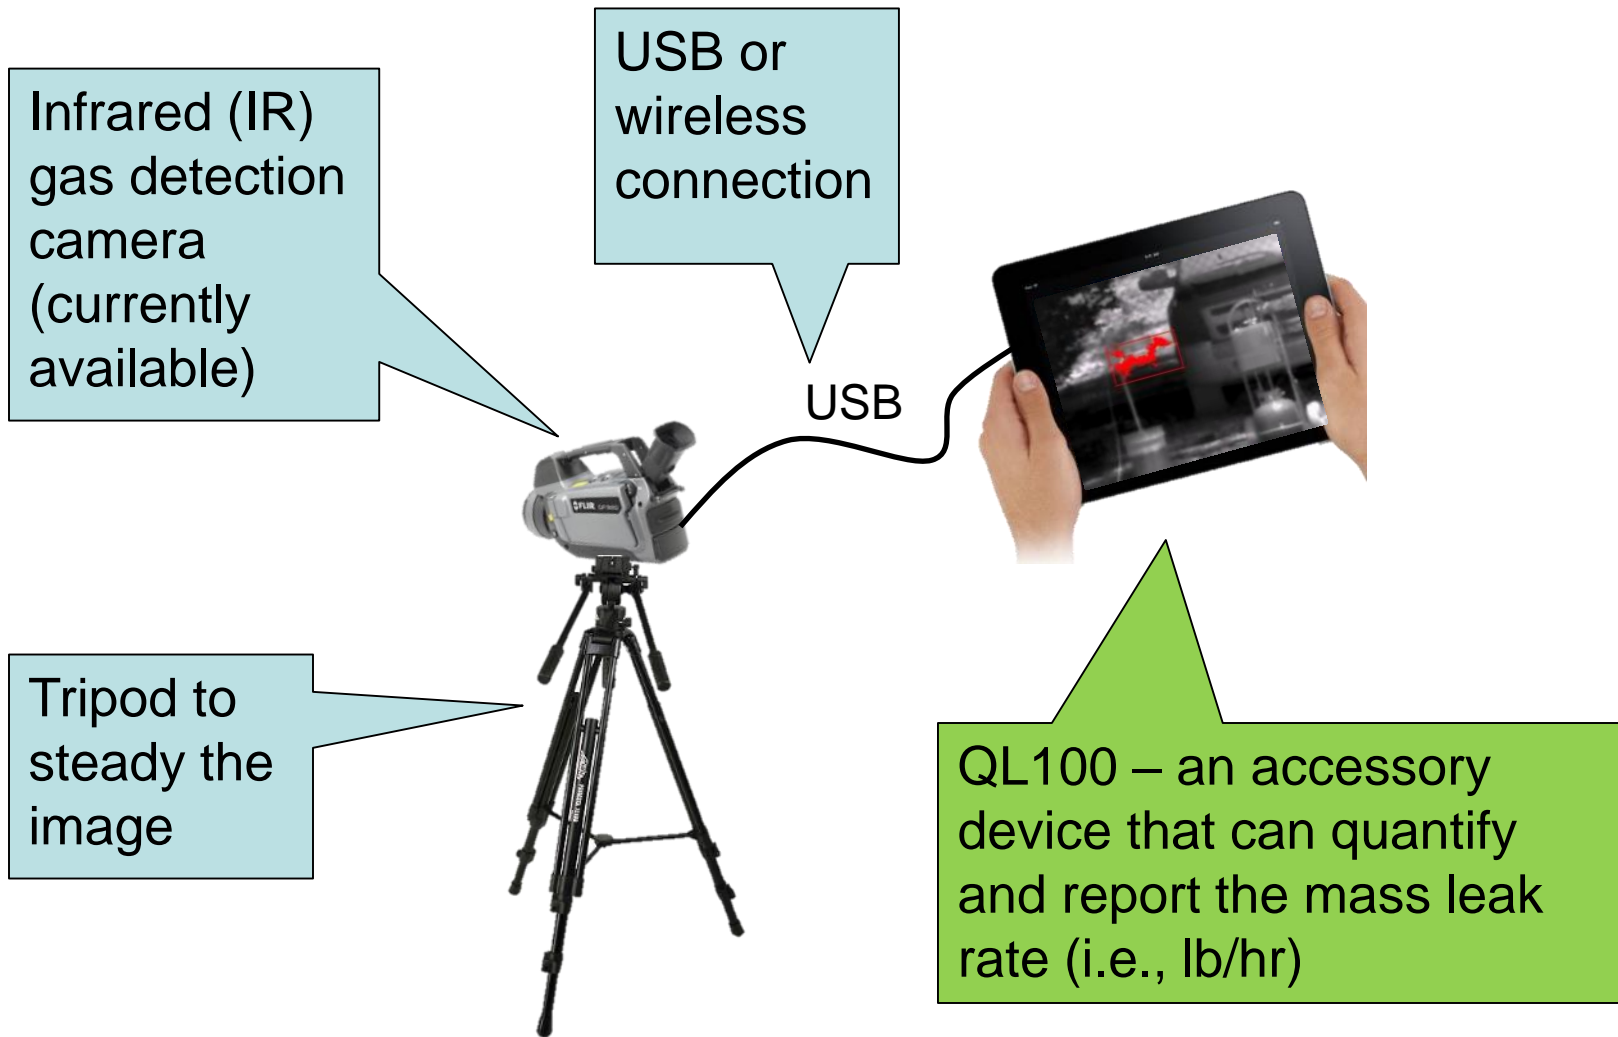 Infrared (IR)
gas detection
camera
(currently
available)
USB or
wireless
connection
USB
FLIR
Tripod to
steady the
image
QL100 – an accessory
device that can quantify
and report the mass leak
rate (i.e., lb/hr)